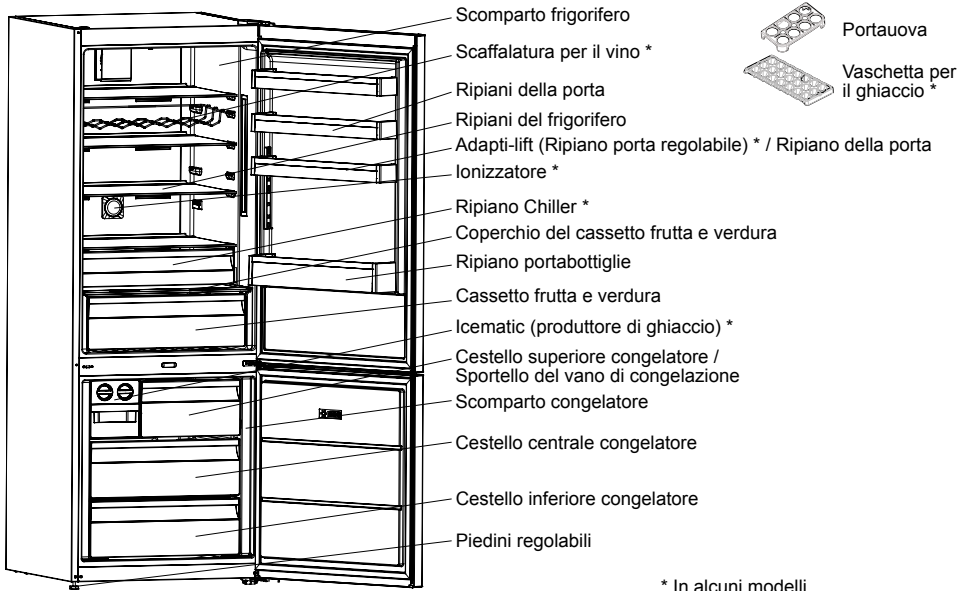 Scomparto frigorifero
Scaffalatura per il vino *
Ripiani della porta
Ripiani del frigorifero
Adapti-lift (Ripiano porta regolabile) * / Ripiano della porta
Ionizzatore *
Ripiano Chiller *
Coperchio del cassetto frutta e verdura
Ripiano portabottiglie
Cassetto frutta e verdura
Icematic (produttore di ghiaccio) *
Cestello superiore congelatore /
Sportello del vano di congelazione
Scomparto congelatore
Cestello centrale congelatore
Cestello inferiore congelatore
Piedini regolabili
Portauova
Vaschetta per
il ghiaccio *
* In alcuni modelli